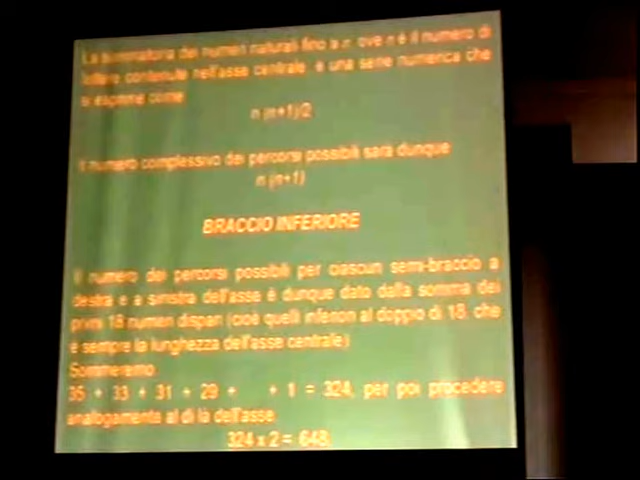 La sommatoria dei numeri naturali fino a n, ove n è il numero di
lettere contenute nell'asse centrale, è una serie numerica che
si esprime come
n (n+1)/2
Il numero complessivo dei percorsi possibili sarà dunque
n (n+1)
BRACCIO INFERIORE
Il numero dei percorsi possibili per ciascun semi-braccio a
destra e a sinistra dell'asse è dunque dato dalla somma dei
primi 18 numeri dispari (cioè quelli inferiori al doppio di 18, che
è sempre la lunghezza dell'asse centrale)
Sommeremo
35 + 33 + 31 + 29 + + 1 = 324, per poi procedere
analogamente al di là dell'asse
324 x 2 = 648